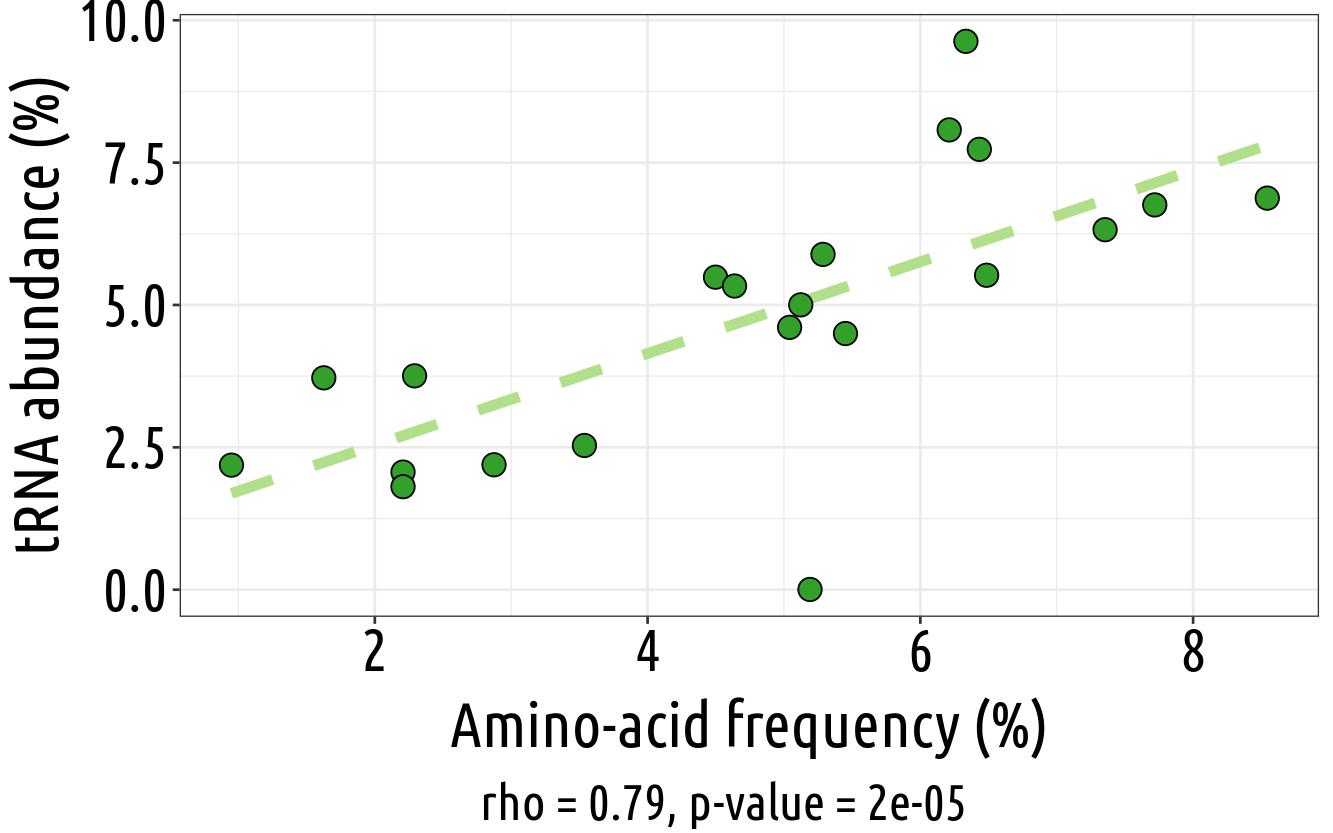 tRNA abundance (%)
10.0
7.5
5.0
2.5
0.0
2 4 6 8
Amino-acid frequency (%)
rho = 0.79, p-value = 2e-05